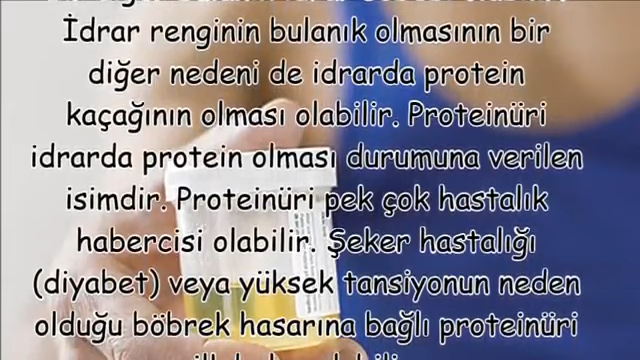 İdrar renginin bulanık olmasının bir
diğer nedeni de idrarda protein
kaçağının olması olabilir. Proteinüri
idrarda protein olması durumuna verilen
isimdir. Proteinüri pek çok hastalık
habercisi olabilir. Şeker hastalığı
(diyabet) veya yüksek tansiyonun neden
olduğu böbrek hasarına bağlı proteinüri